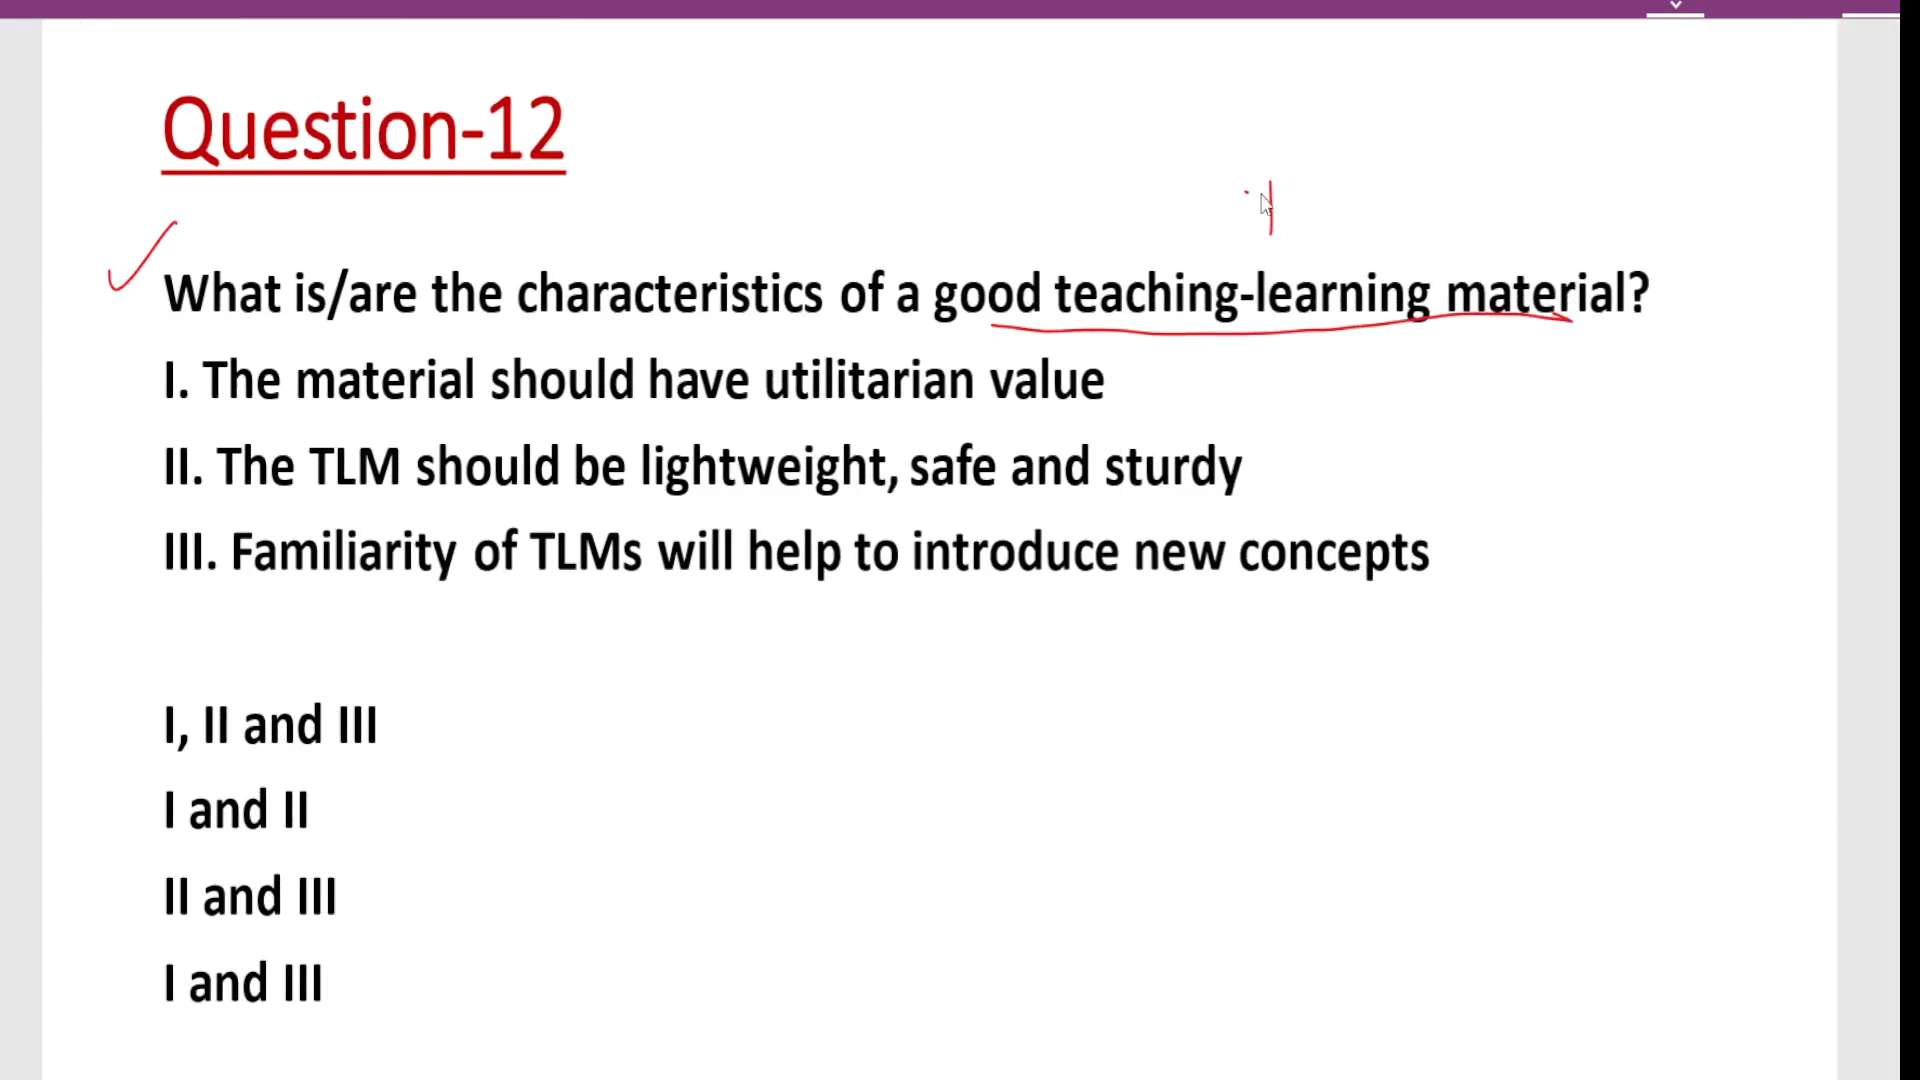 Question-12
What is/are the characteristics of a good teaching-learning material?
I. The material should have utilitarian value
II. The TLM should be lightweight, safe and sturdy
III. Familiarity of TLMs will help to introduce new concepts
I, II and III
I and II
II and III
I and III